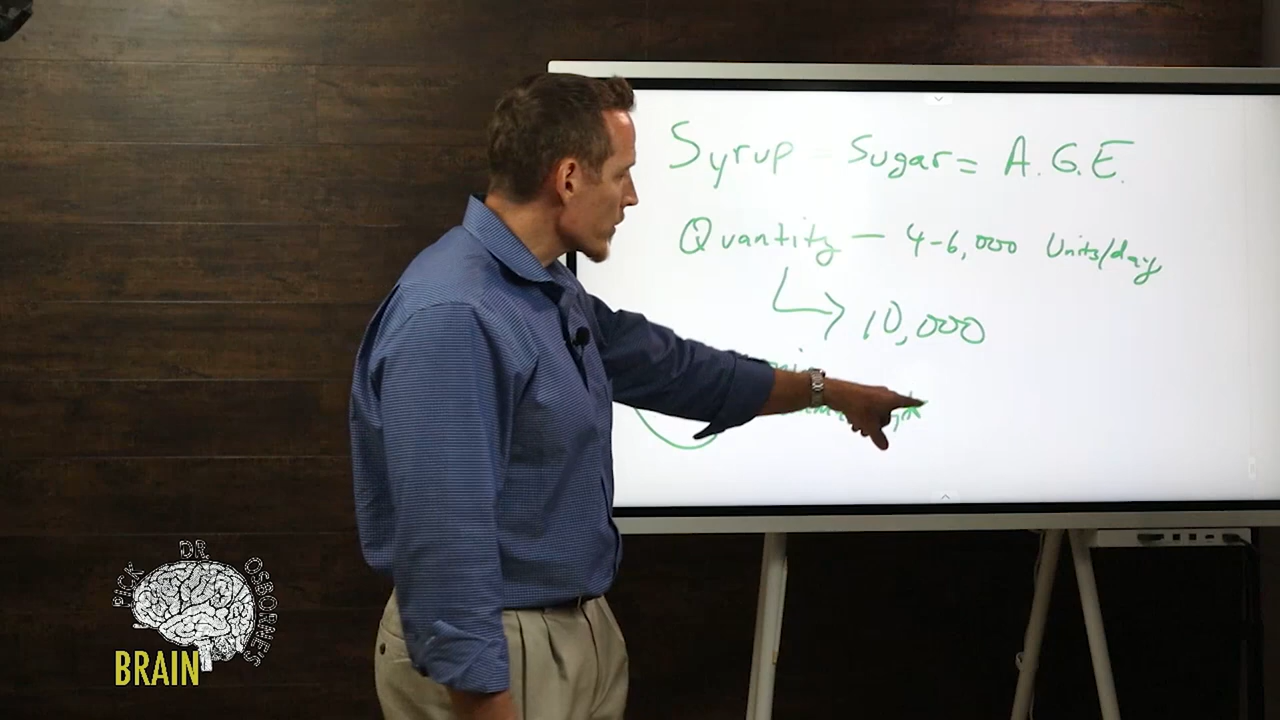 Syrup - Sugar = A.G.E.
Quantity - 4-6,000 Units/day
10,000
PICK DR. OSBORNE'S
BRAIN